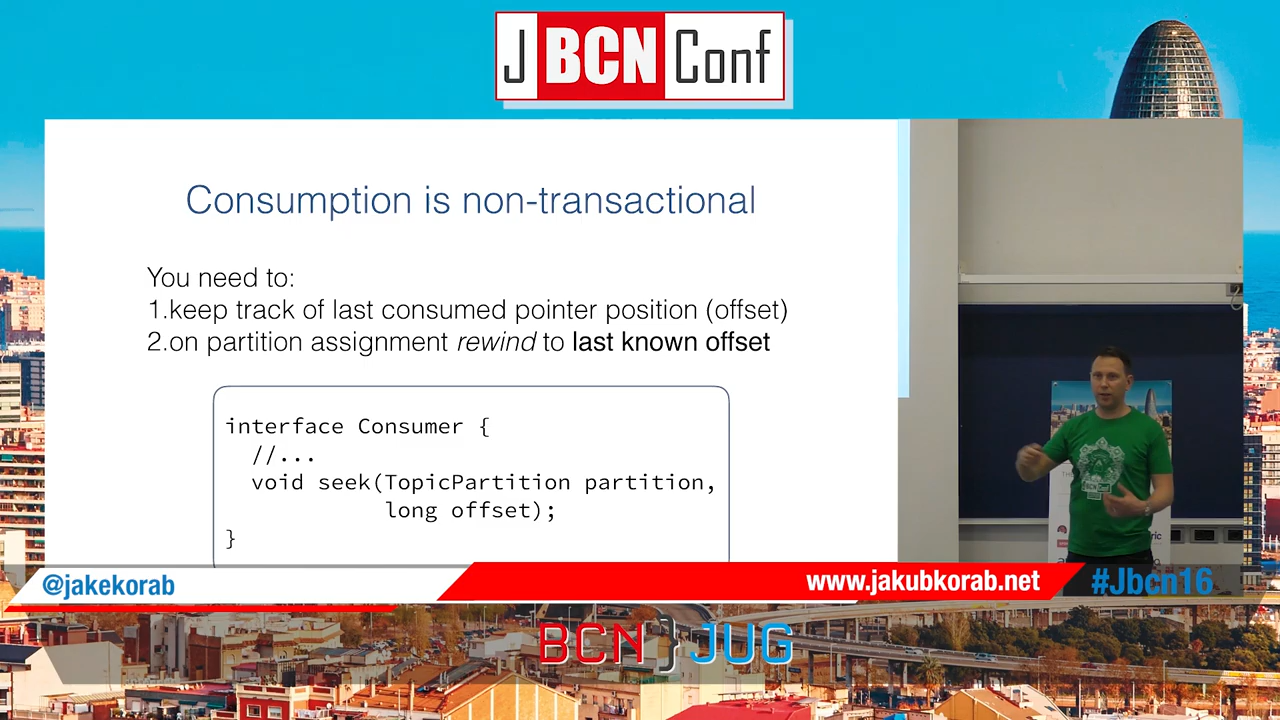 J BCN Conf
Consumption is non-transactional
You need to:
1.keep track of last consumed pointer position (offset)
2.on partition assignment rewind to last known offset
interface Consumer {
//...
void seek(TopicPartition partition,
long offset);
}
@jakekorab
www.jakubkorab.net
#Jbcn16
BCN}JUG